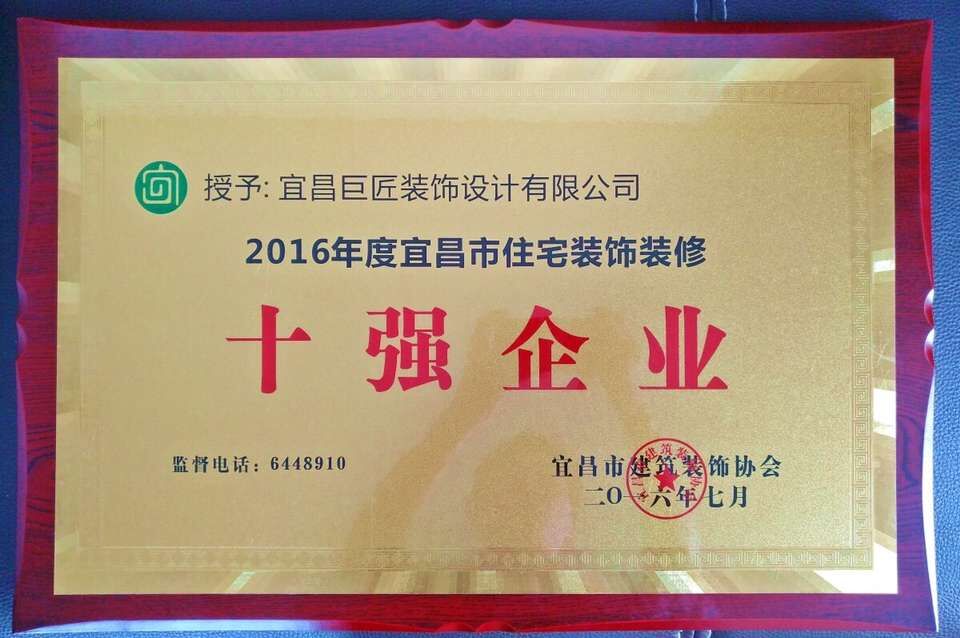 授予: 宜昌巨匠装饰设计有限公司
2016年度宜昌市住宅装饰装修
十强企业
监督电话：6448910
宜昌市建筑装饰协会
二〇一六年七月